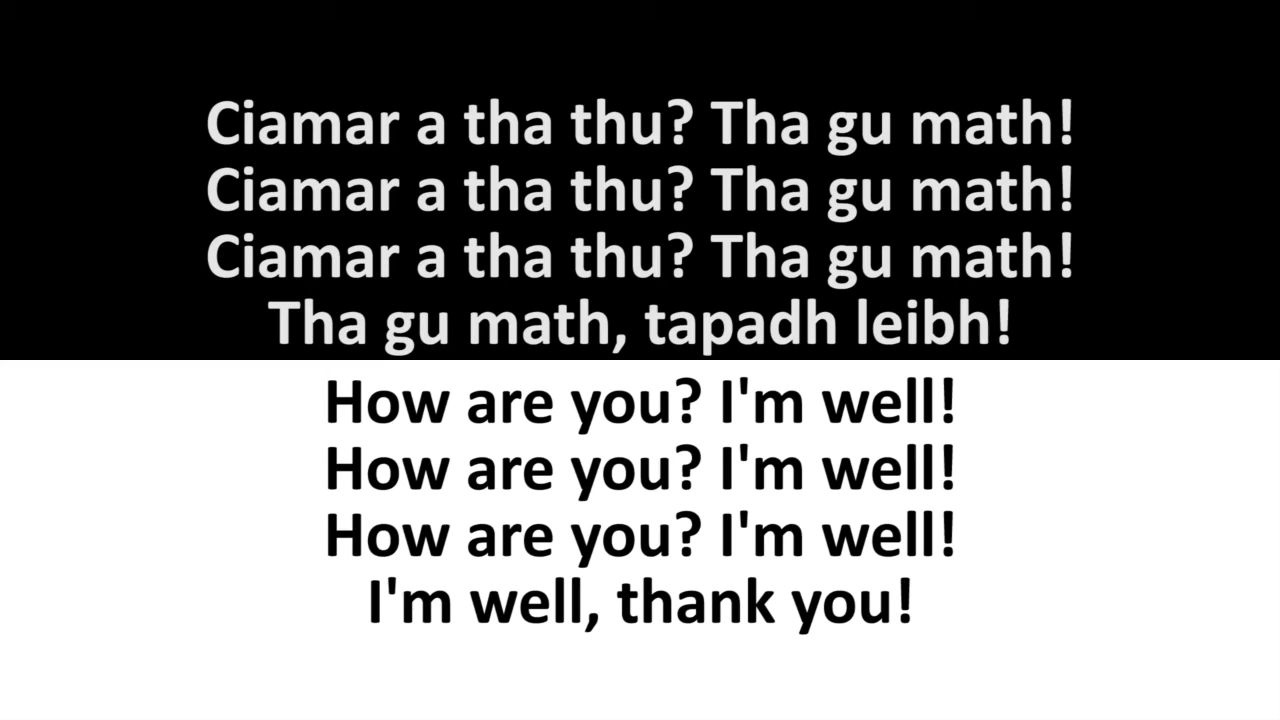 Ciamar a tha thu? Tha gu math!
Ciamar a tha thu? Tha gu math!
Ciamar a tha thu? Tha gu math!
Tha gu math, tapadh leibh!
How are you? I'm well!
How are you? I'm well!
How are you? I'm well!
I'm well, thank you!